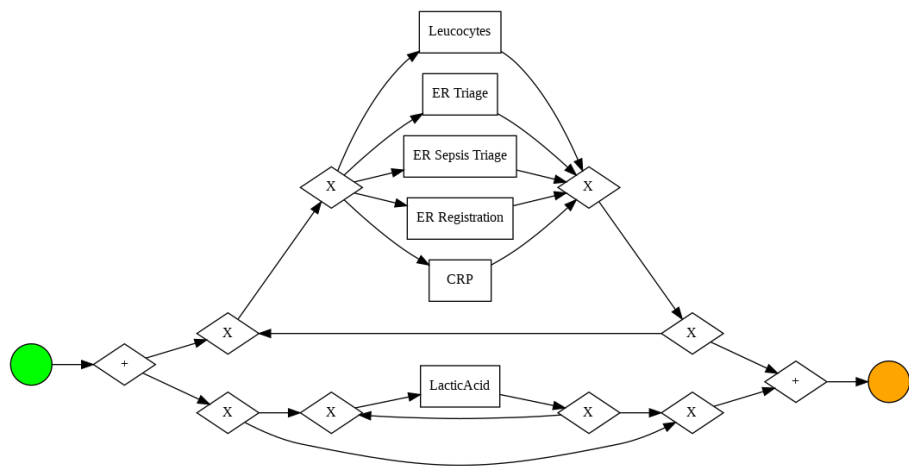 Leucocytes
ER Triage
ER Sepsis Triage
X
X
ER Registration
CRP
X
X
+
+
LacticAcid
X
X
X
X